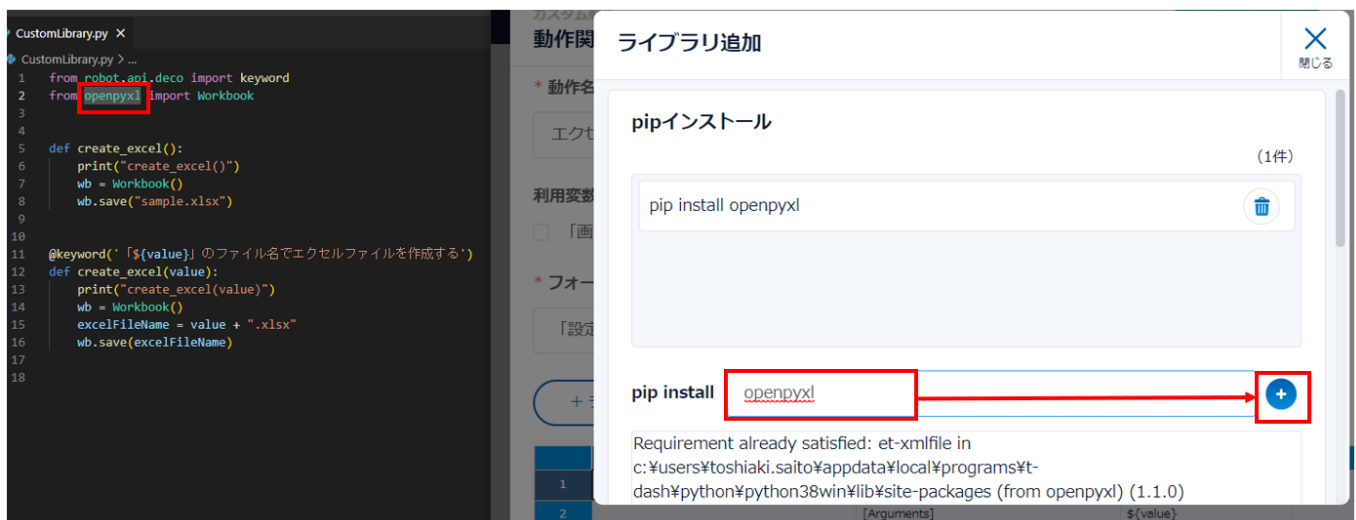 CustomLibrary.py ×
CustomLibrary.py > ...
1 from robot.api.deco import keyword
2 from openpyxl import Workbook
3
4
5 def create_excel():
6 print("create_excel()")
7 wb = Workbook()
8 wb.save("sample.xlsx")
9
10
11 @keyword('「${value}」のファイル名でエクセルファイルを作成する')
12 def create_excel(value):
13 print("create_excel(value)")
14 wb = Workbook()
15 excelFileName = value + ".xlsx"
16 wb.save(excelFileName)
17
18
動作関
* 動作名
エクセ
利用変数
「画
* フォー
「設定
+
1
2
[Arguments]
${value}
ライブラリ追加
閉じる
pipインストール
(1件)
pip install openpyxl
pip install openpyxl
Requirement already satisfied: et-xmlfile in
c:¥users¥toshiaki.saito¥appdata¥local¥programs¥t-
dash¥python¥python38win¥lib¥site-packages (from openpyxl) (1.1.0)